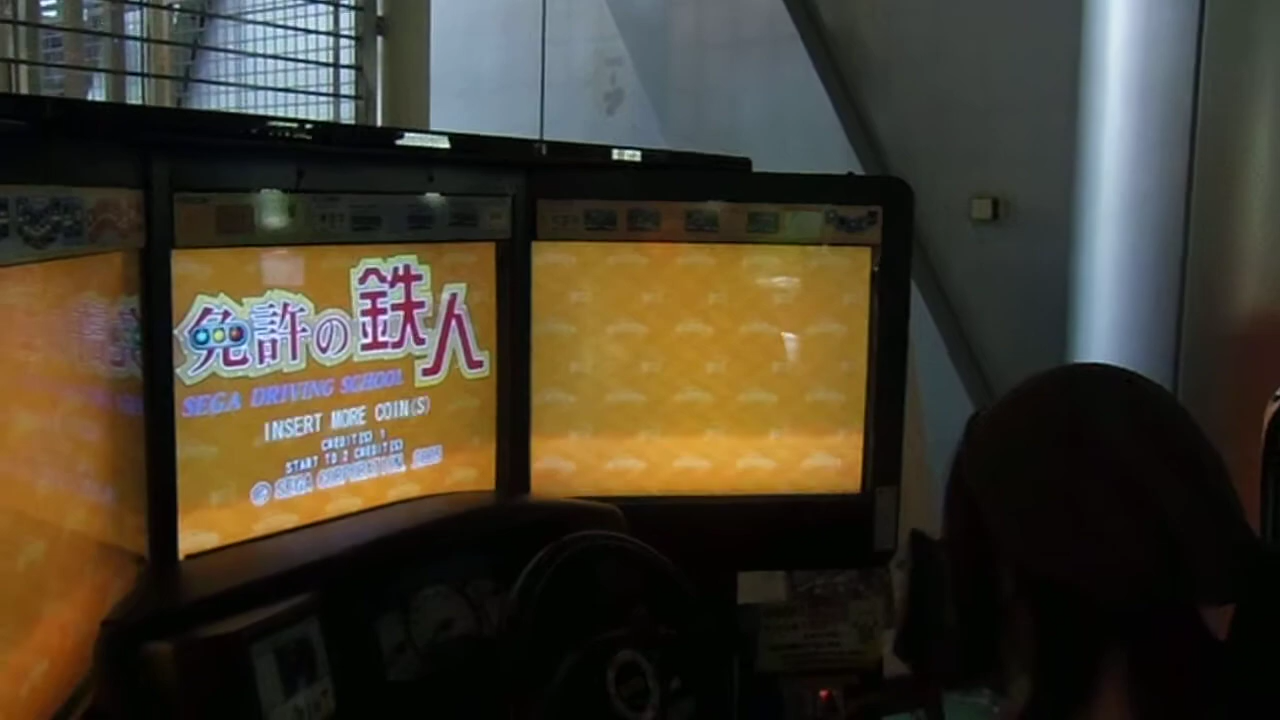 免許の鉄人
SEGA DRIVING SCHOOL
INSERT MORE COIN(S)
CREDIT(S) 1
START TO 2 CREDIT(S)
© SEGA CORPORATION,